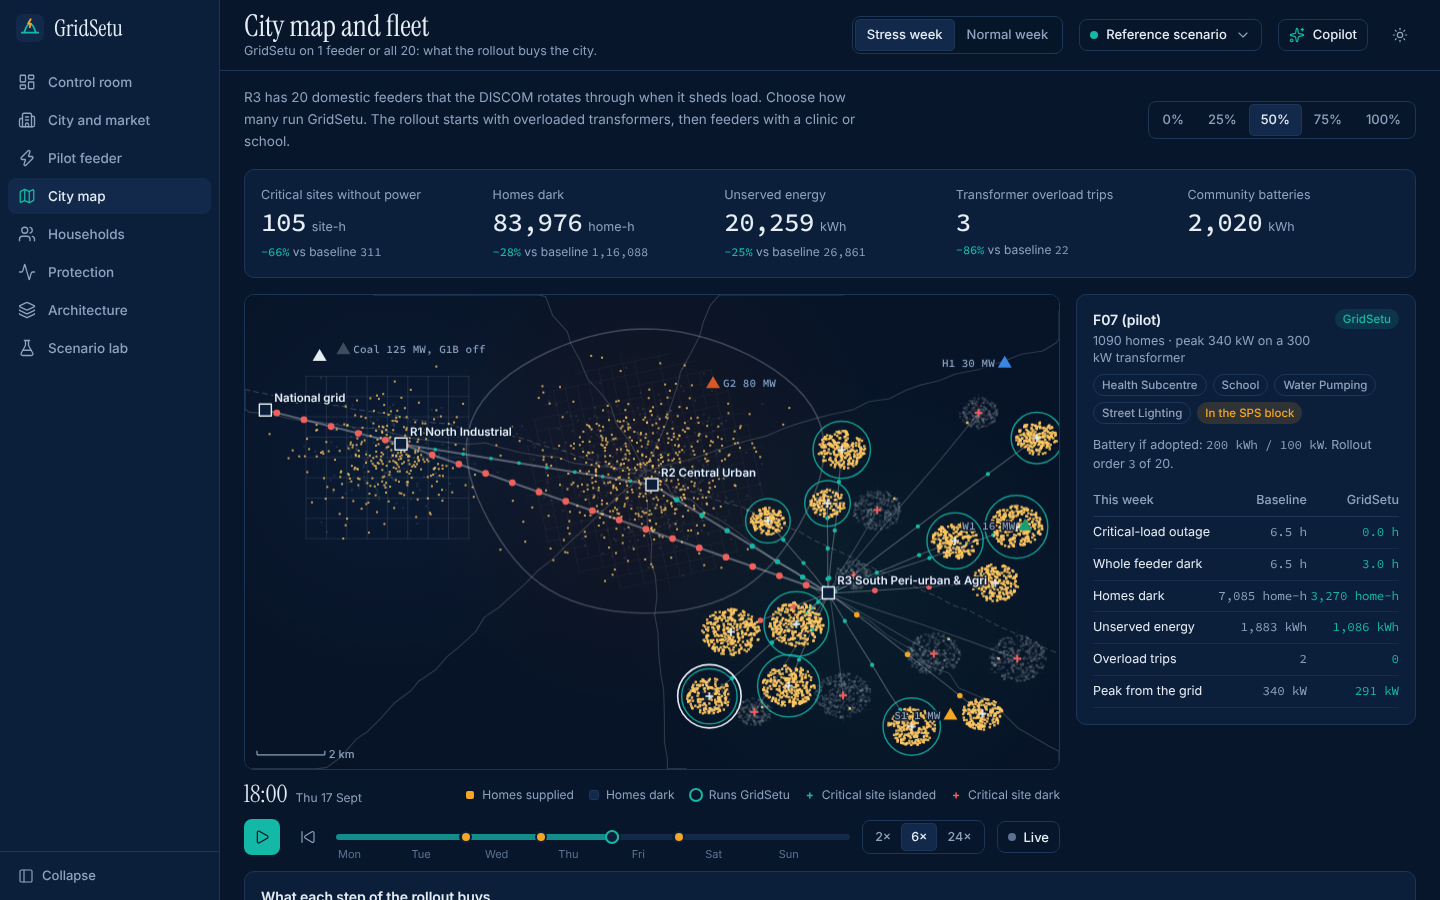 GridSetu
Control room
City and market
Pilot feeder
City map
Households
Protection
Architecture
Scenario lab
Collapse
City map and fleet
GridSetu on 1 feeder or all 20: what the rollout buys the city.
Stress week Normal week
Reference scenario
Copilot
R3 has 20 domestic feeders that the DISCOM rotates through when it sheds load. Choose how
many run GridSetu. The rollout starts with overloaded transformers, then feeders with a clinic or
school.
0% 25% 50% 75% 100%
Critical sites without power
105 site-h
−66% vs baseline 311
Homes dark
83,976 home-h
−28% vs baseline 1,16,088
Unserved energy
20,259 kWh
−25% vs baseline 26,861
Transformer overload trips
3
−86% vs baseline 22
Community batteries
2,020 kWh
Coal 125 MW, G1B off
H1 30 MW
G2 80 MW
National grid
R1 North Industrial
R2 Central Urban
W1 16 MW
R3 South Peri-urban & Agri
MW
2 km
F07 (pilot) GridSetu
1090 homes · peak 340 kW on a 300
kW transformer
Health Subcentre School Water Pumping
Street Lighting In the SPS block
Battery if adopted: 200 kWh / 100 kW. Rollout
order 3 of 20.
This week Baseline GridSetu
Critical-load outage 6.5 h 0.0 h
Whole feeder dark 6.5 h 3.0 h
Homes dark 7,085 home-h 3,270 home-h
Unserved energy 1,883 kWh 1,086 kWh
Overload trips 2 0
Peak from the grid 340 kW 291 kW
18:00 Thu 17 Sept
Homes supplied Homes dark Runs GridSetu Critical site islanded Critical site dark
2× 6× 24× Live
Mon Tue Wed Thu Fri Sat Sun
What each step of the rollout buys